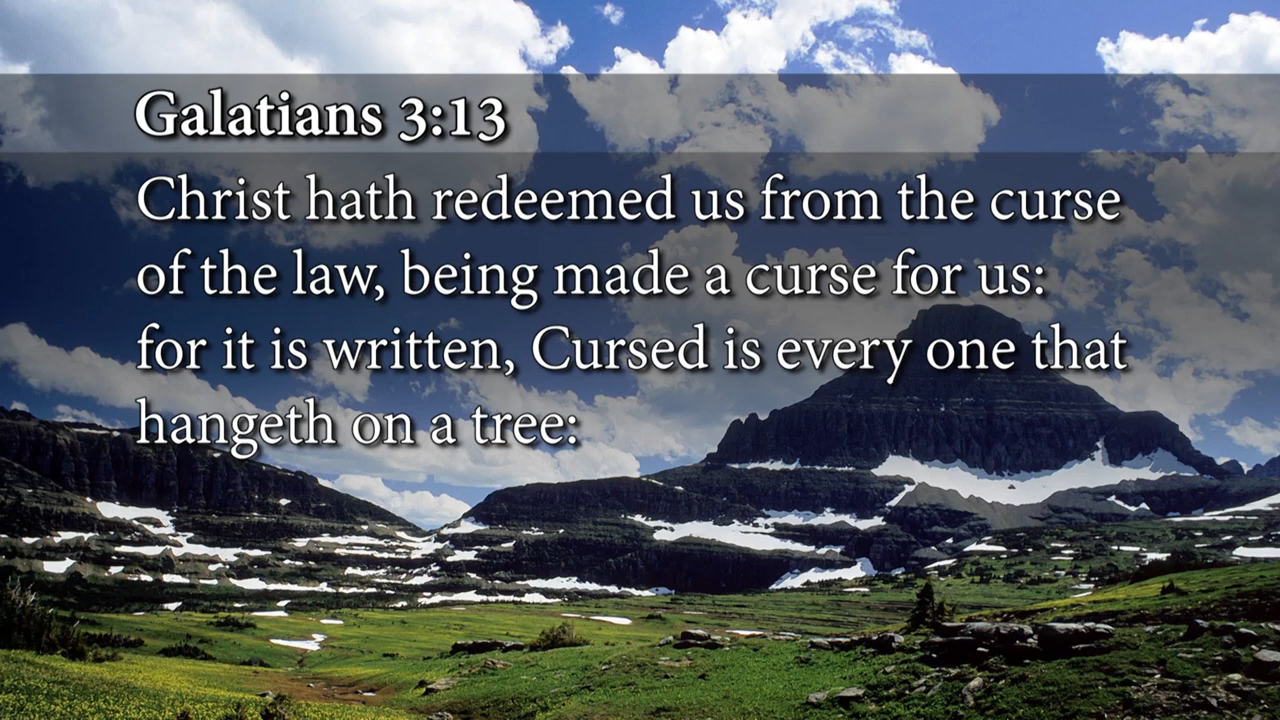 Galatians 3:13
Christ hath redeemed us from the curse
of the law, being made a curse for us:
for it is written, Cursed is every one that
hangeth on a tree: